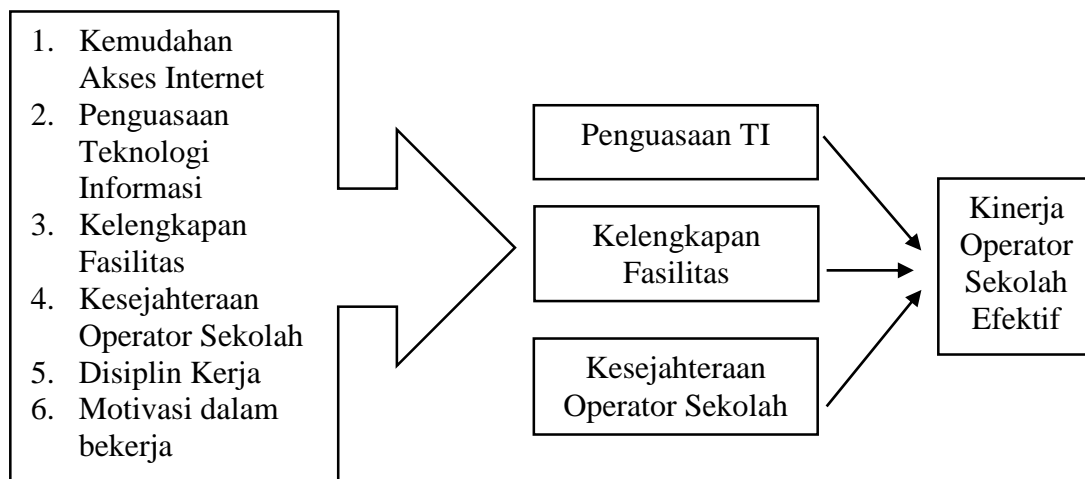 1. Kemudahan
Akses Internet
2. Penguasaan
Teknologi
Informasi
3. Kelengkapan
Fasilitas
4. Kesejahteraan
Operator Sekolah
5. Disiplin Kerja
6. Motivasi dalam
bekerja
Penguasaan TI
Kelengkapan
Fasilitas
Kesejahteraan
Operator Sekolah
Kinerja
Operator
Sekolah
Efektif